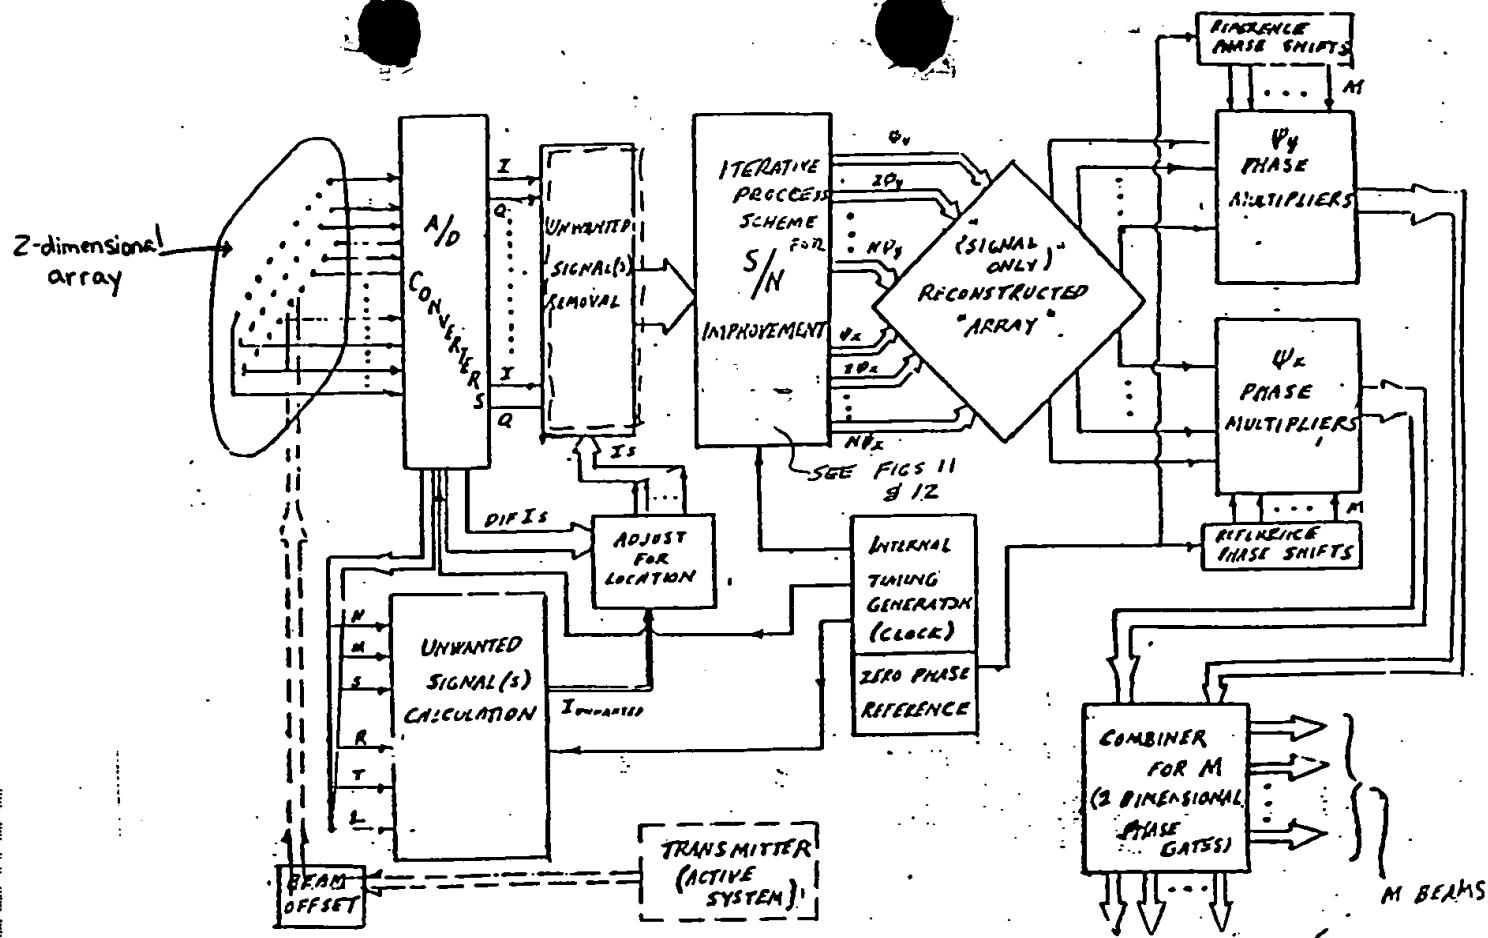 2-dimensional
array
A/D
CONVERTERS
I
Q
I
Q
UNWANTED
SIGNAL(S)
REMOVAL
ITERATIVE
PROCESS
SCHEME
FOR
S/N
IMPROVEMENT
SEE FIGS 11
& 12
Ψy
2Ψy
NΨy
Ψx
2Ψx
NΨx
"
(SIGNAL "
ONLY)
RECONSTRUCTED
"ARRAY"
REFERENCE
PHASE SHIFTS
M
Ψy
PHASE
MULTIPLIERS
Ψx
PHASE
MULTIPLIERS
M
REFERENCE
PHASE SHIFTS
Is
DIF Is
ADJUST
FOR
LOCATION
INTERNAL
TIMING
GENERATOR
(CLOCK)
ZERO PHASE
REFERENCE
N
M
S
R
T
L
UNWANTED
SIGNAL(S)
CALCULATION
I UNWANTED
COMBINER
FOR M
(2 DIMENSIONAL
PHASE
GATES)
M BEAMS
TRANSMITTER
(ACTIVE
SYSTEM)
BEAM
OFFSET